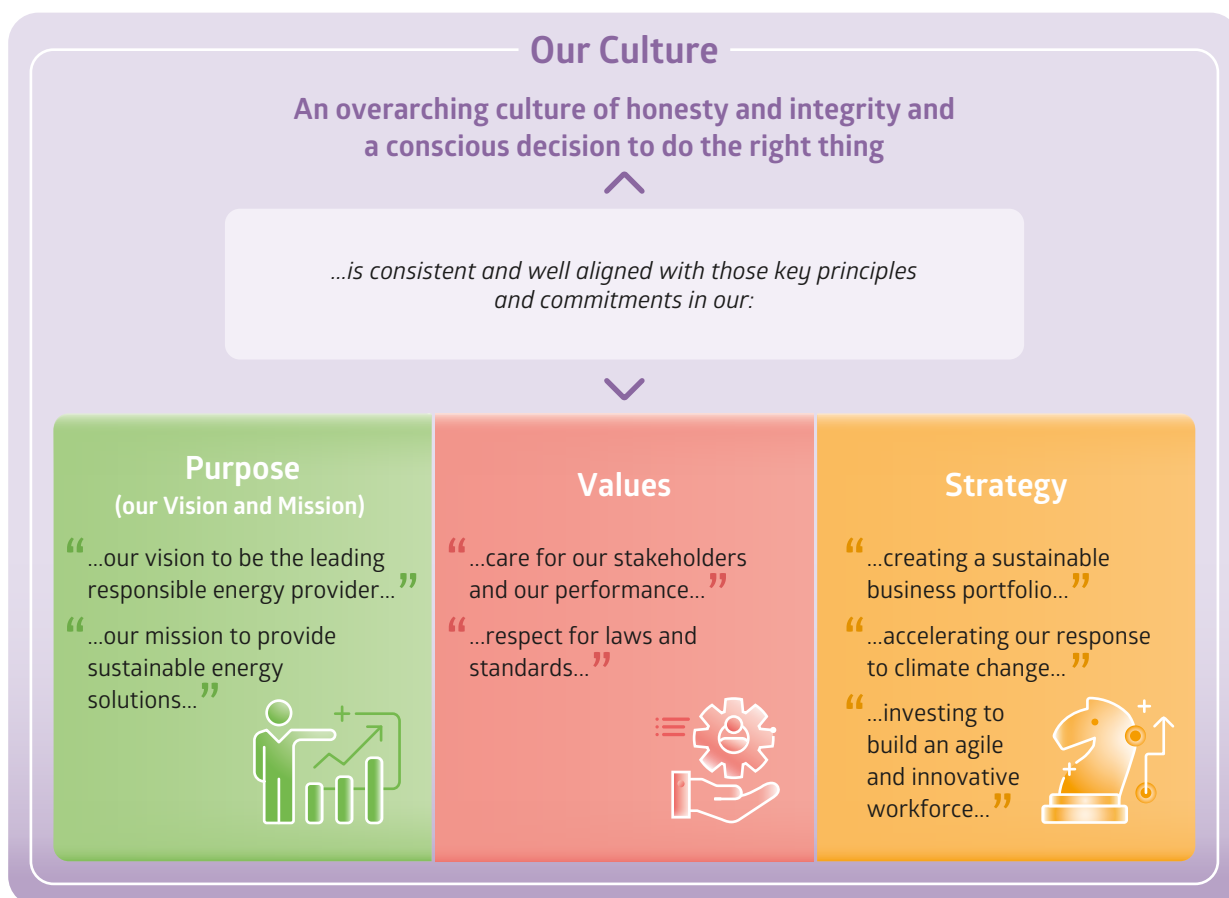 Our Culture
An overarching culture of honesty and integrity and
a conscious decision to do the right thing
...is consistent and well aligned with those key principles
and commitments in our:
Purpose
(our Vision and Mission)
“...our vision to be the leading
responsible energy provider...”
“...our mission to provide
sustainable energy
solutions...”
Values
“...care for our stakeholders
and our performance...”
“...respect for laws and
standards...”
Strategy
“...creating a sustainable
business portfolio...”
“...accelerating our response
to climate change...”
“...investing to
build an agile
and innovative
workforce...”